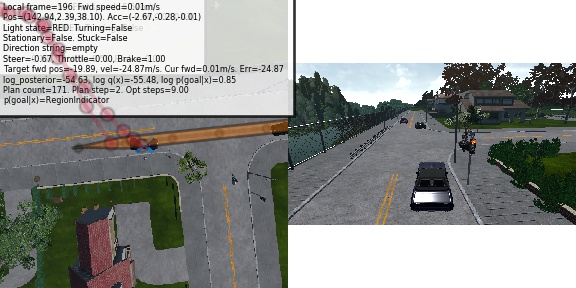 Local frame=196. Fwd speed=0.01m/s
Pos=(142.94,2.39,38.10). Acc=(-2.67,-0.28,-0.01)
Light state=RED. Turning=False
Stationary=False. Stuck=False
Direction string=empty
Steer=-0.67, Throttle=0.00, Brake=1.00
Target fwd pos=-19.89, vel=-24.87m/s. Cur fwd=0.01m/s. Err=-24.87
log_posterior=-54.63, log q(x)=-55.48, log p(goal|x)=0.85
Plan count=171. Plan step=2. Opt steps=9.00
p(goal|x)=RegionIndicator